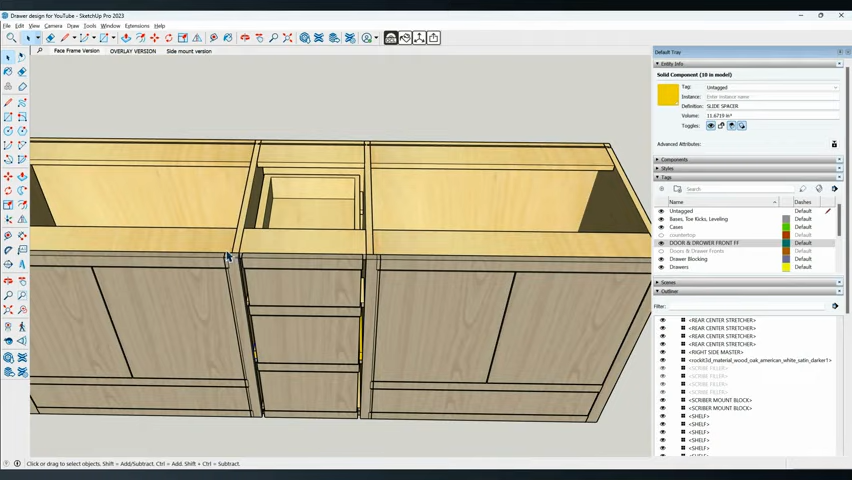 Drawer design for YouTube - SketchUp Pro 2023
File Edit View Camera Draw Tools Window Extensions Help
Face Frame Version OVERLAY VERSION Side mount version
Default Tray
Entity Info
Solid Component (10 in model)
Tag: Untagged
Instance: Enter instance name
Definition: SLIDE SPACER
Volume: 11.6719 in³
Toggles:
Advanced Attributes:
Components
Styles
Tags
Search
Name Dashes
Untagged Default
Bases, Toe Kicks, Leveling Default
Cases Default
countertop Default
DOOR & DRAWER FRONT FF Default
Doors & Drawer Fronts Default
Drawer Blocking Default
Drawers Default
Scenes
Outliner
Filter:
<REAR CENTER STRETCHER>
<REAR CENTER STRETCHER>
<REAR CENTER STRETCHER>
<REAR CENTER STRETCHER>
<RIGHT SIDE MASTER>
<rockit3d_material_wood_oak_american_white_satin_darker1>
<SCRIBE FILLER>
<SCRIBE FILLER>
<SCRIBE FILLER>
<SCRIBE FILLER>
<SCRIBER MOUNT BLOCK>
<SCRIBER MOUNT BLOCK>
<SHELF>
<SHELF>
<SHELF>
<SHELF>
<SHELF>
Click or drag to select objects. Shift = Add/Subtract. Ctrl = Add. Shift + Ctrl = Subtract.